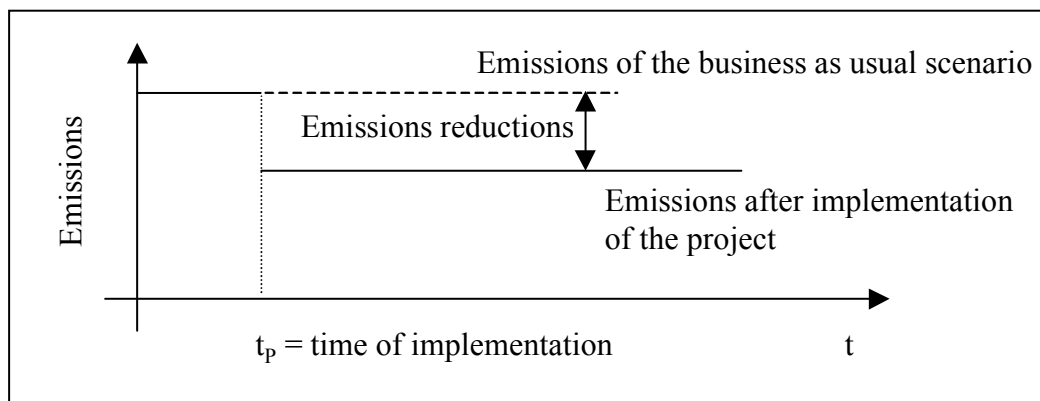 Emissions of the business as usual scenario
Emissions reductions
Emissions
Emissions after implementation
of the project
tP = time of implementation
t